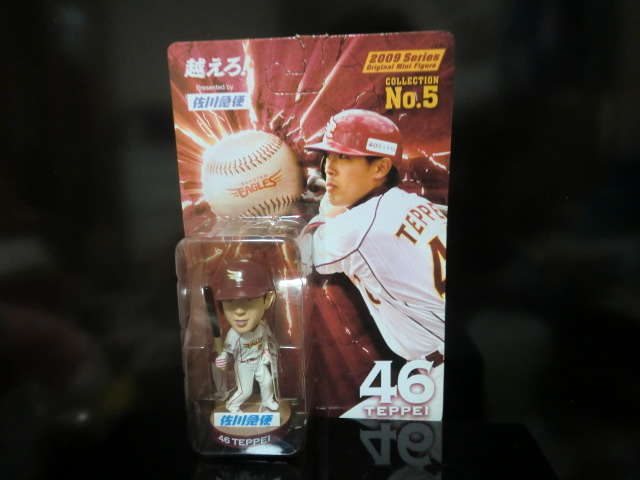 越えろ!
Presented by
佐川急便
2009 Series
Original Mini Figure
COLLECTION
No.5
EAGLES
TEPPEI
4
46
TEPPEI
佐川急便
46 TEPPEI